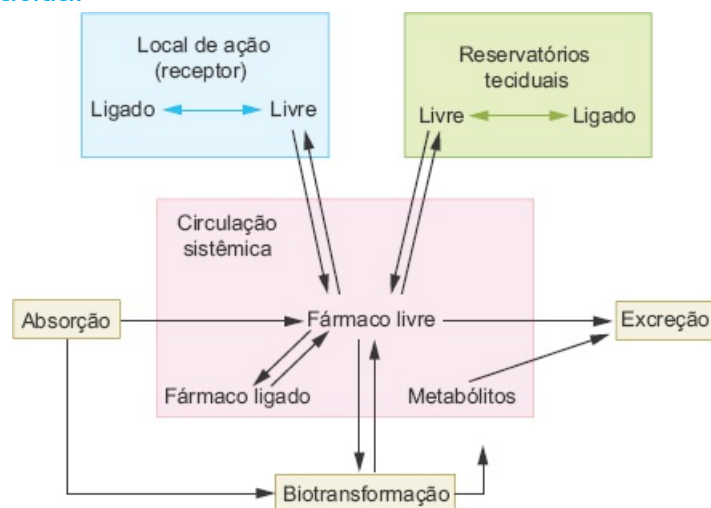 Local de ação
(receptor)
Ligado
Livre
Reservatórios
teciduais
Livre
Ligado
Circulação
sistêmica
Absorção
Fármaco livre
Excreção
Fármaco ligado
Metabólitos
Biotransformação